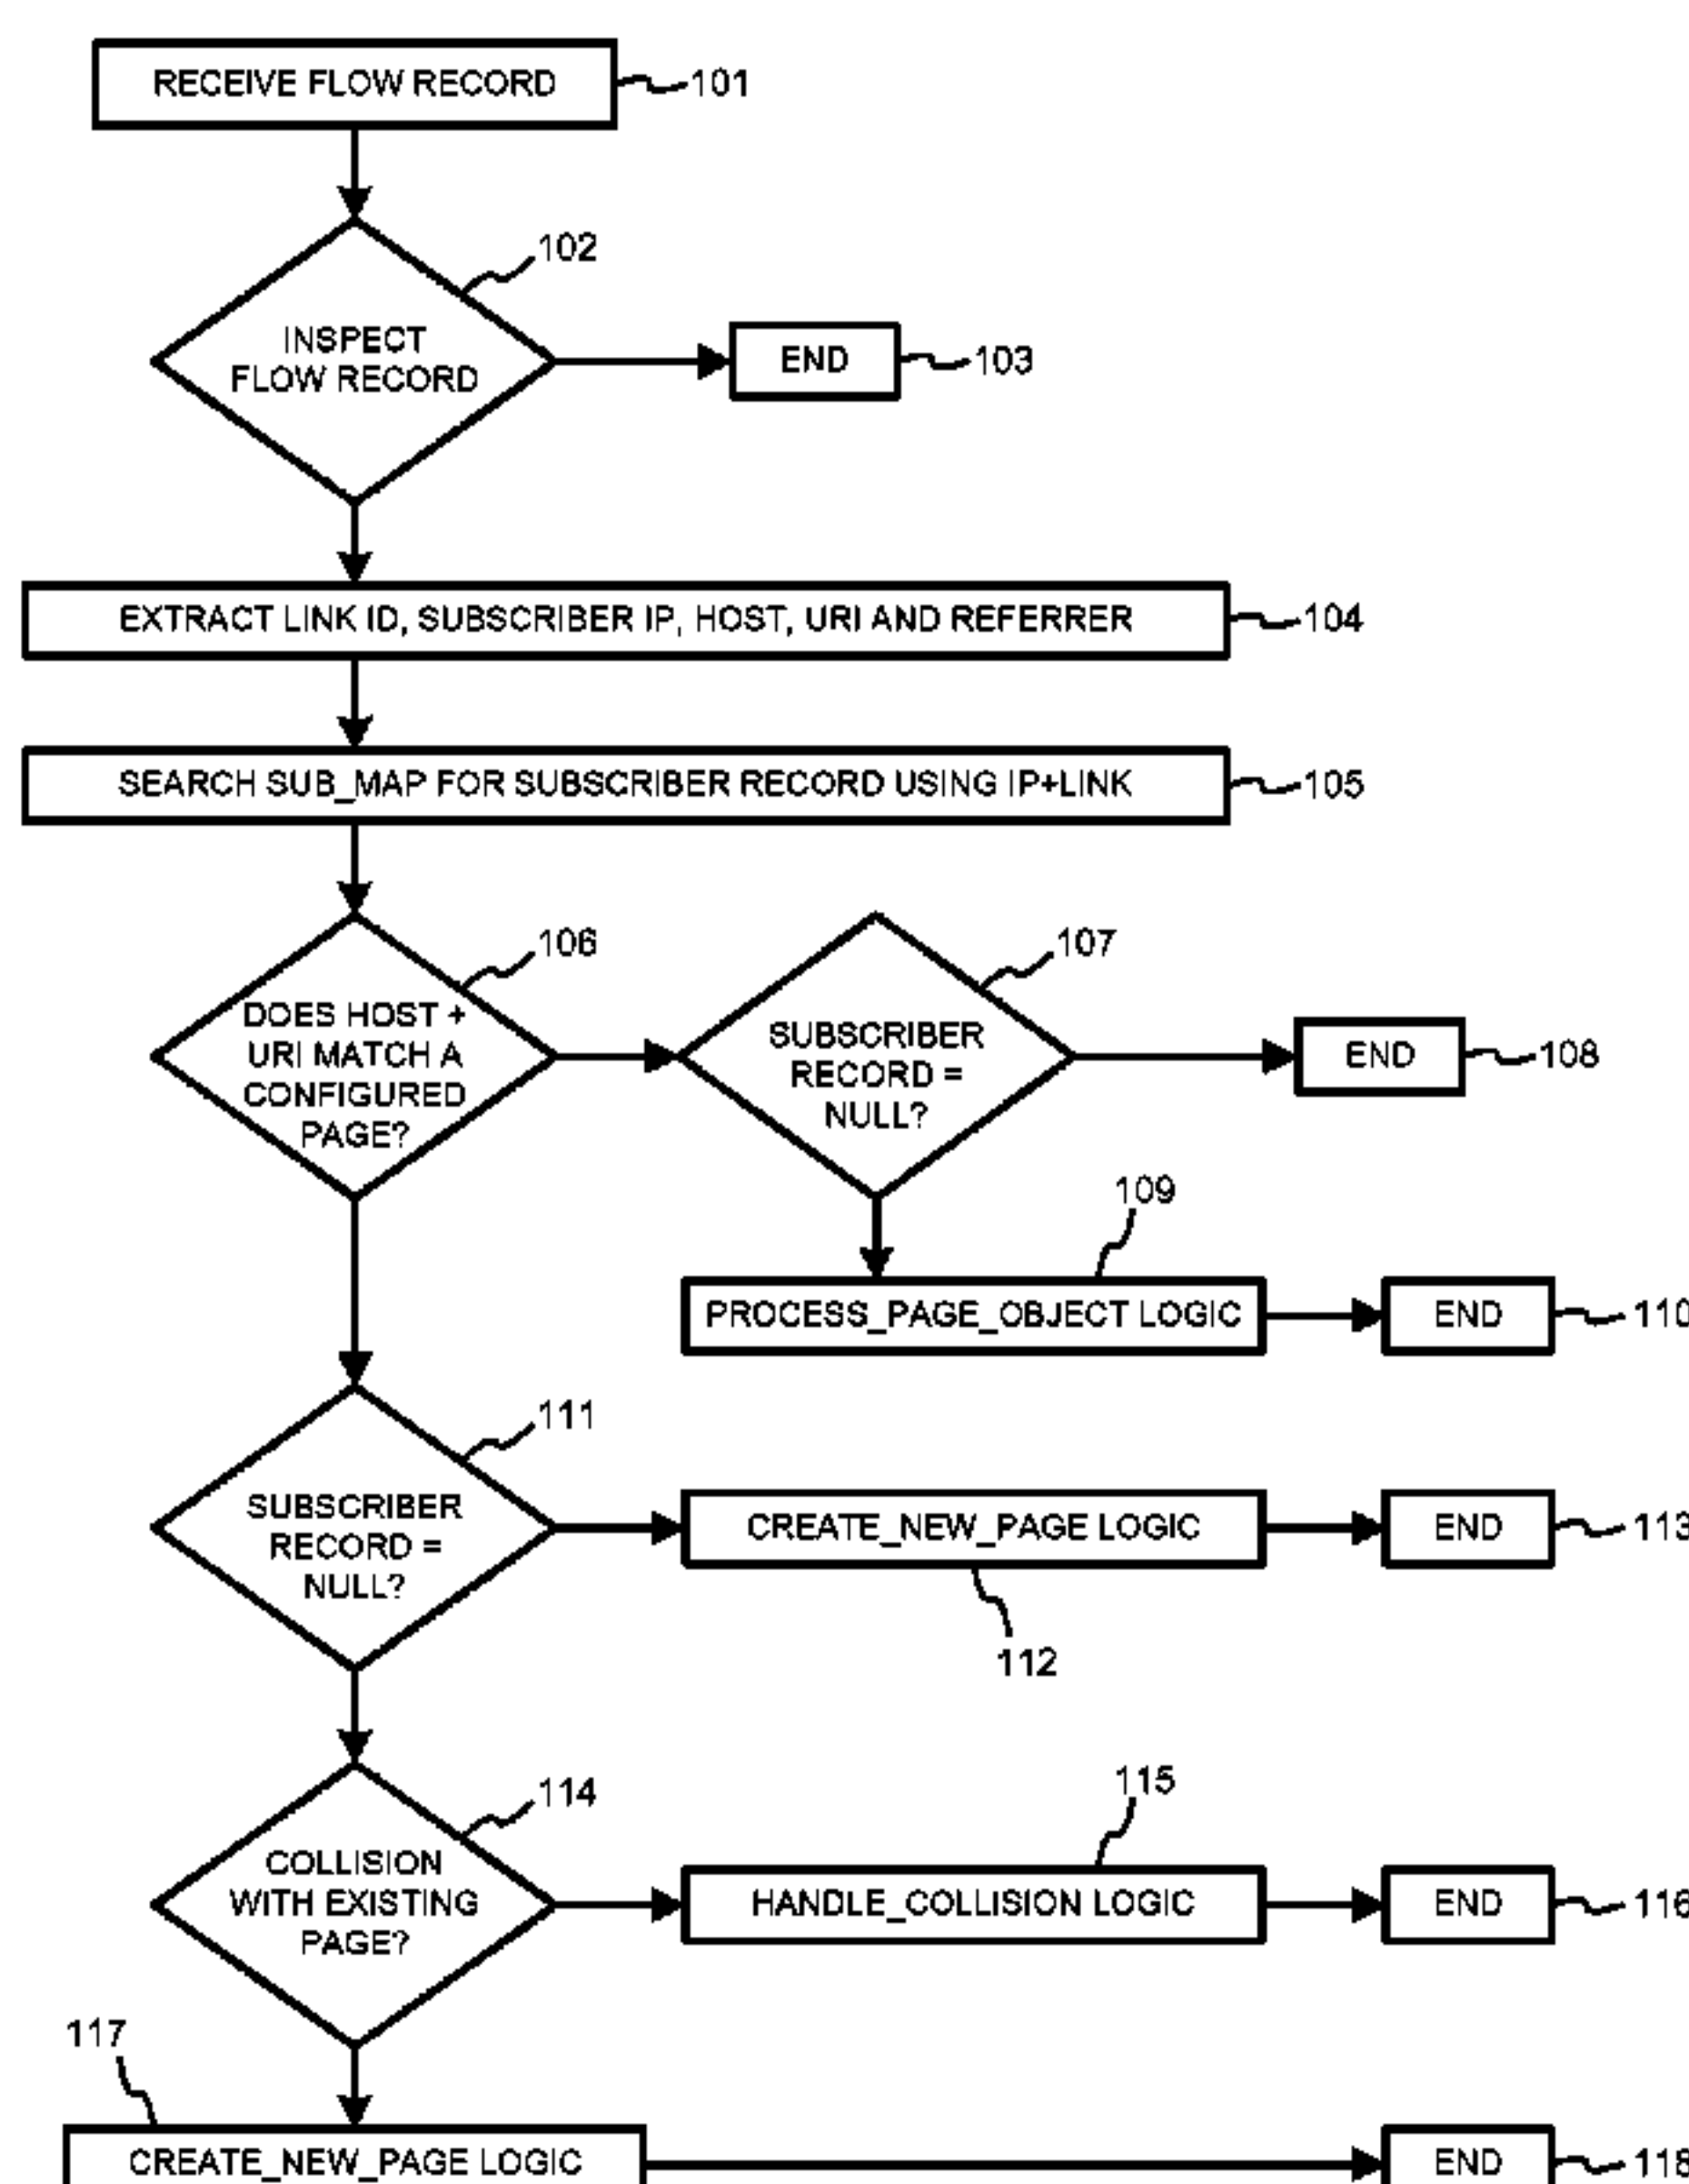 RECEIVE FLOW RECORD
101
102
INSPECT
FLOW RECORD
END
103
EXTRACT LINK ID, SUBSCRIBER IP, HOST, URI AND REFERRER
104
SEARCH SUB_MAP FOR SUBSCRIBER RECORD USING IP+LINK
105
106
DOES HOST +
URI MATCH A
CONFIGURED
PAGE?
107
SUBSCRIBER
RECORD =
NULL?
END
108
109
PROCESS_PAGE_OBJECT LOGIC
END
110
111
SUBSCRIBER
RECORD =
NULL?
CREATE_NEW_PAGE LOGIC
112
END
113
114
COLLISION
WITH EXISTING
PAGE?
115
HANDLE_COLLISION LOGIC
END
116
117
CREATE_NEW_PAGE LOGIC
END
118